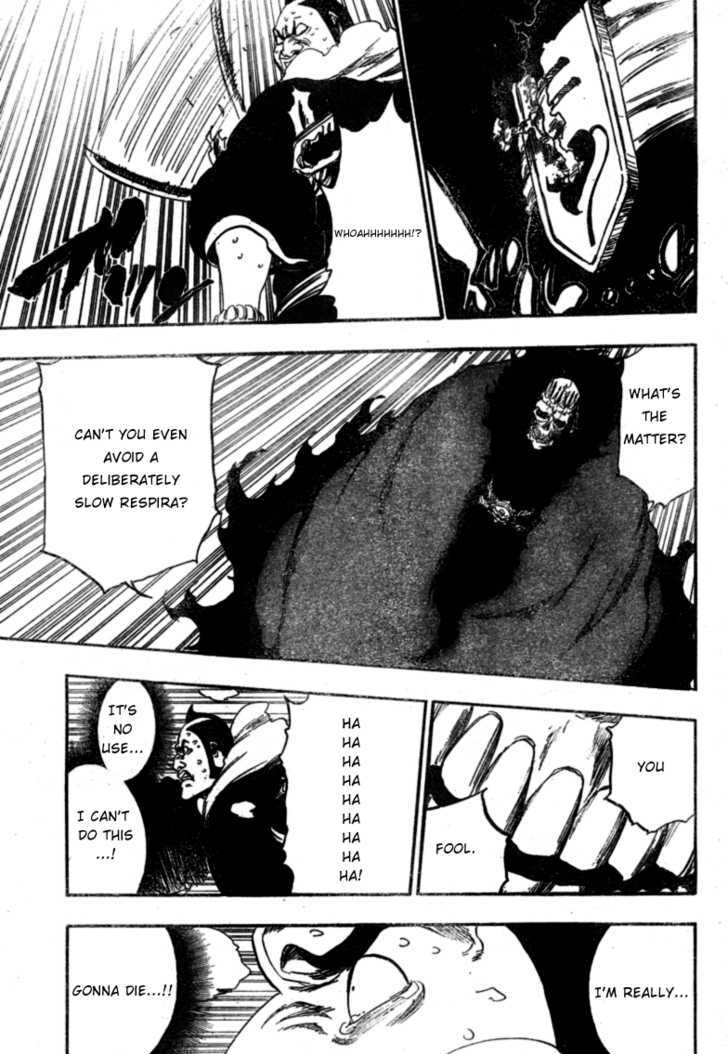 WHOAHHHHHH!?
WHAT'S
THE
MATTER?
CAN'T YOU EVEN
AVOID A
DELIBERATELY
SLOW RESPIRA?
YOU
FOOL.
HA
HA
HA
HA
HA
HA
HA
HA
HA!
IT'S
NO
USE...
I CAN'T
DO THIS
...!
I'M REALLY...
GONNA DIE...!!